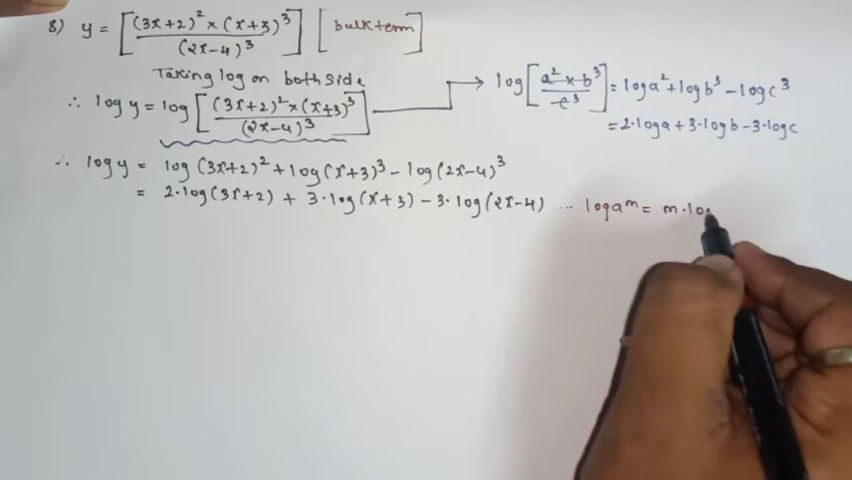 8) y = [(3x+2)² × (x+3)³ / (2x-4)³] [bulk term]
Taking log on both side
∴ log y = log [(3x+2)² × (x+3)³ / (2x-4)³] → log [a² × b³ / c³] = log a² + log b³ - log c³
= 2·log a + 3·log b - 3·log c
∴ log y = log (3x+2)² + log (x+3)³ - log (2x-4)³
= 2·log (3x+2) + 3·log (x+3) - 3·log (2x-4) ... log aᵐ = m·log